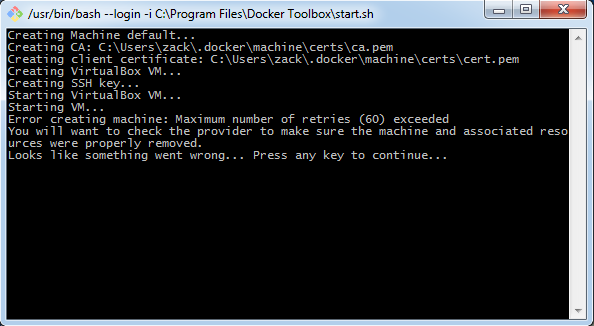 /usr/bin/bash --login -i C:\Program Files\Docker Toolbox\start.sh
Creating Machine default...
Creating CA: C:\Users\zack\.docker\machine\certs\ca.pem
Creating client certificate: C:\Users\zack\.docker\machine\certs\cert.pem
Creating VirtualBox VM...
Creating SSH key...
Starting VirtualBox VM...
Starting VM...
Error creating machine: Maximum number of retries (60) exceeded
You will want to check the provider to make sure the machine and associated reso
urces were properly removed.
Looks like something went wrong... Press any key to continue...